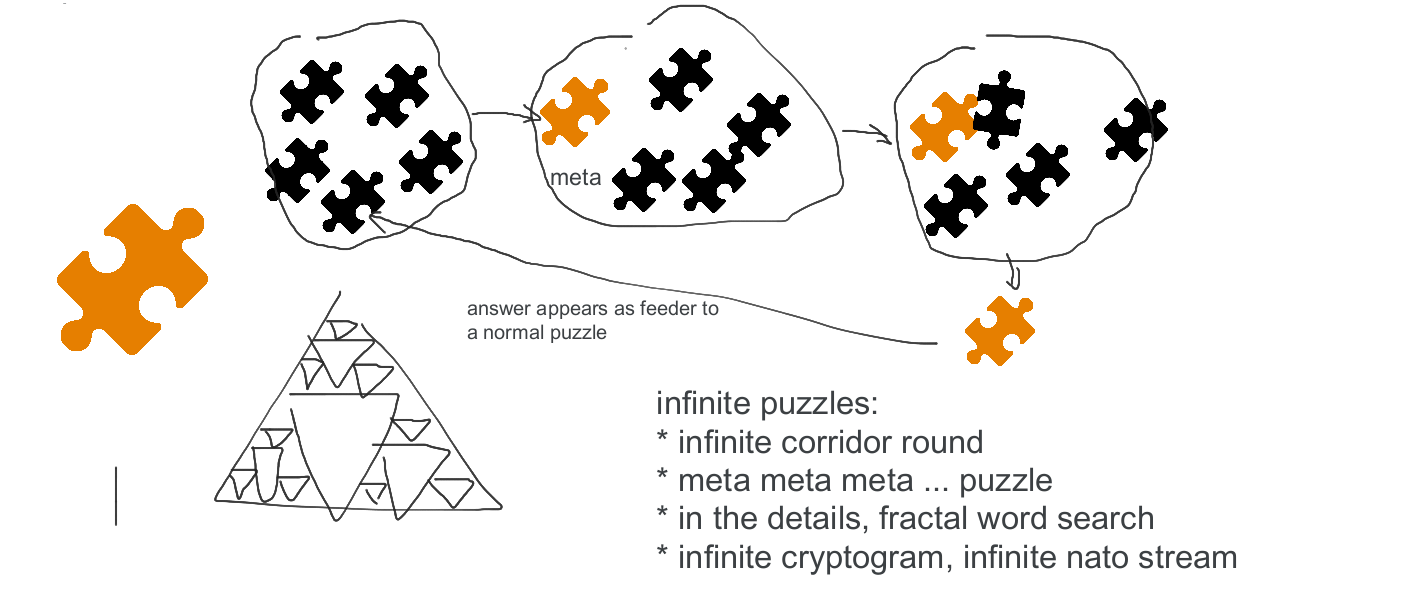 meta
answer appears as feeder to
a normal puzzle
infinite puzzles:
* infinite corridor round
* meta meta meta ... puzzle
* in the details, fractal word search
* infinite cryptogram, infinite nato stream